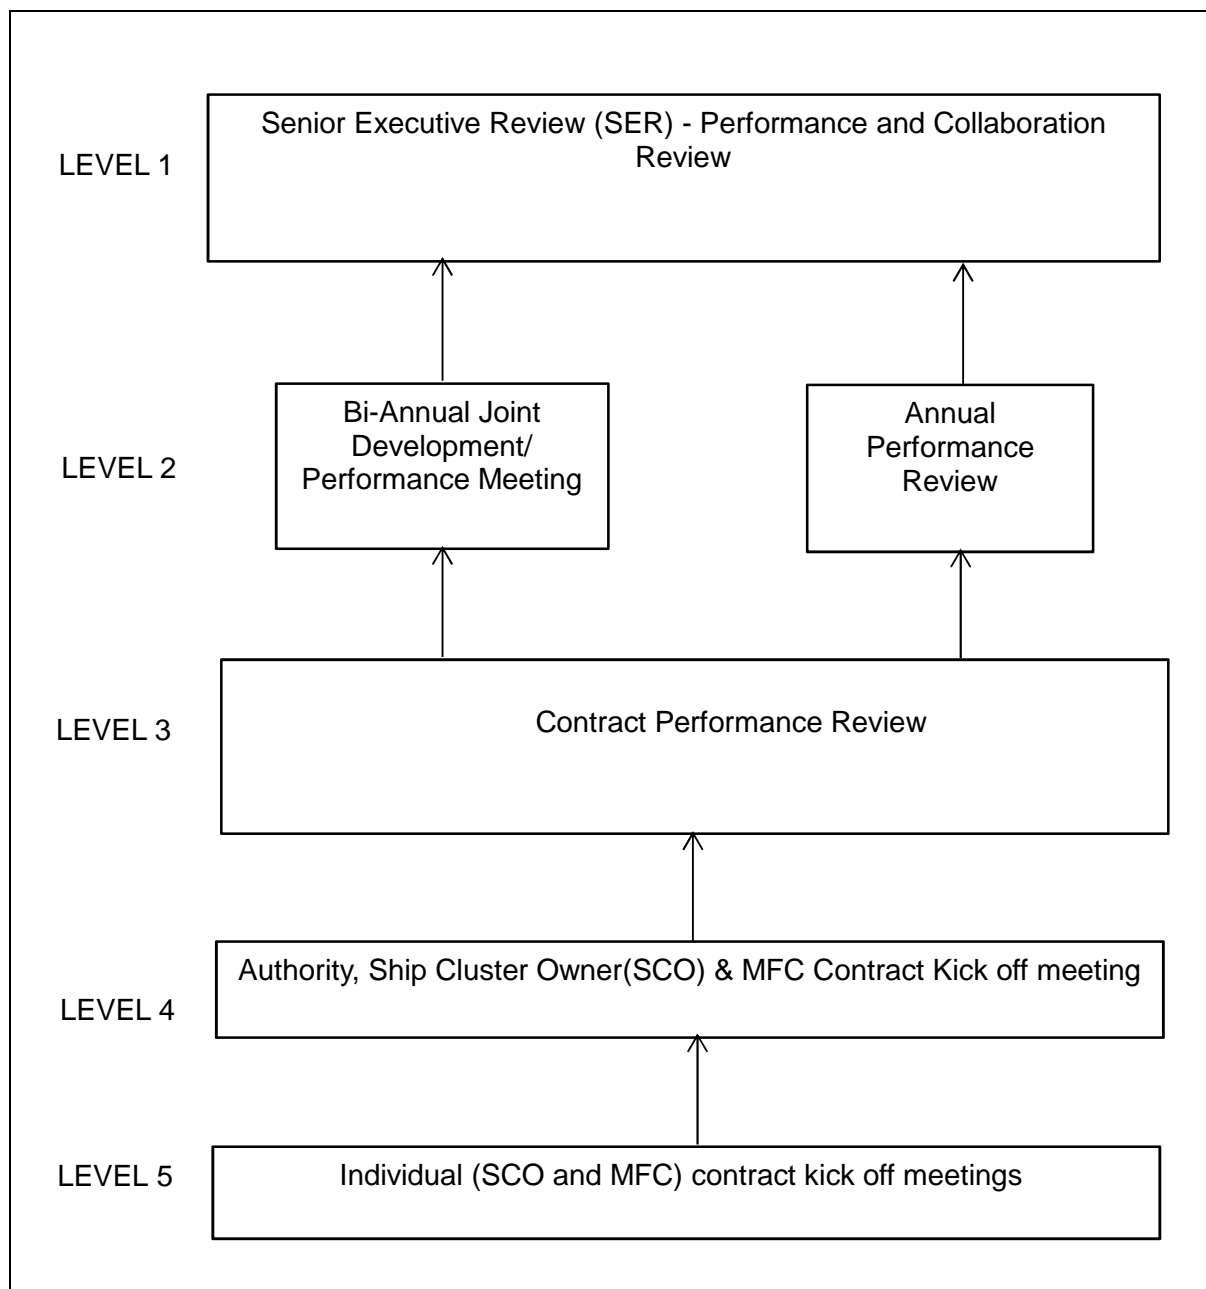 Senior Executive Review (SER) - Performance and Collaboration
Review
LEVEL 1
Bi-Annual Joint
Development/
Performance Meeting
Annual
Performance
Review
LEVEL 2
Contract Performance Review
LEVEL 3
Authority, Ship Cluster Owner(SCO) & MFC Contract Kick off meeting
LEVEL 4
Individual (SCO and MFC) contract kick off meetings
LEVEL 5